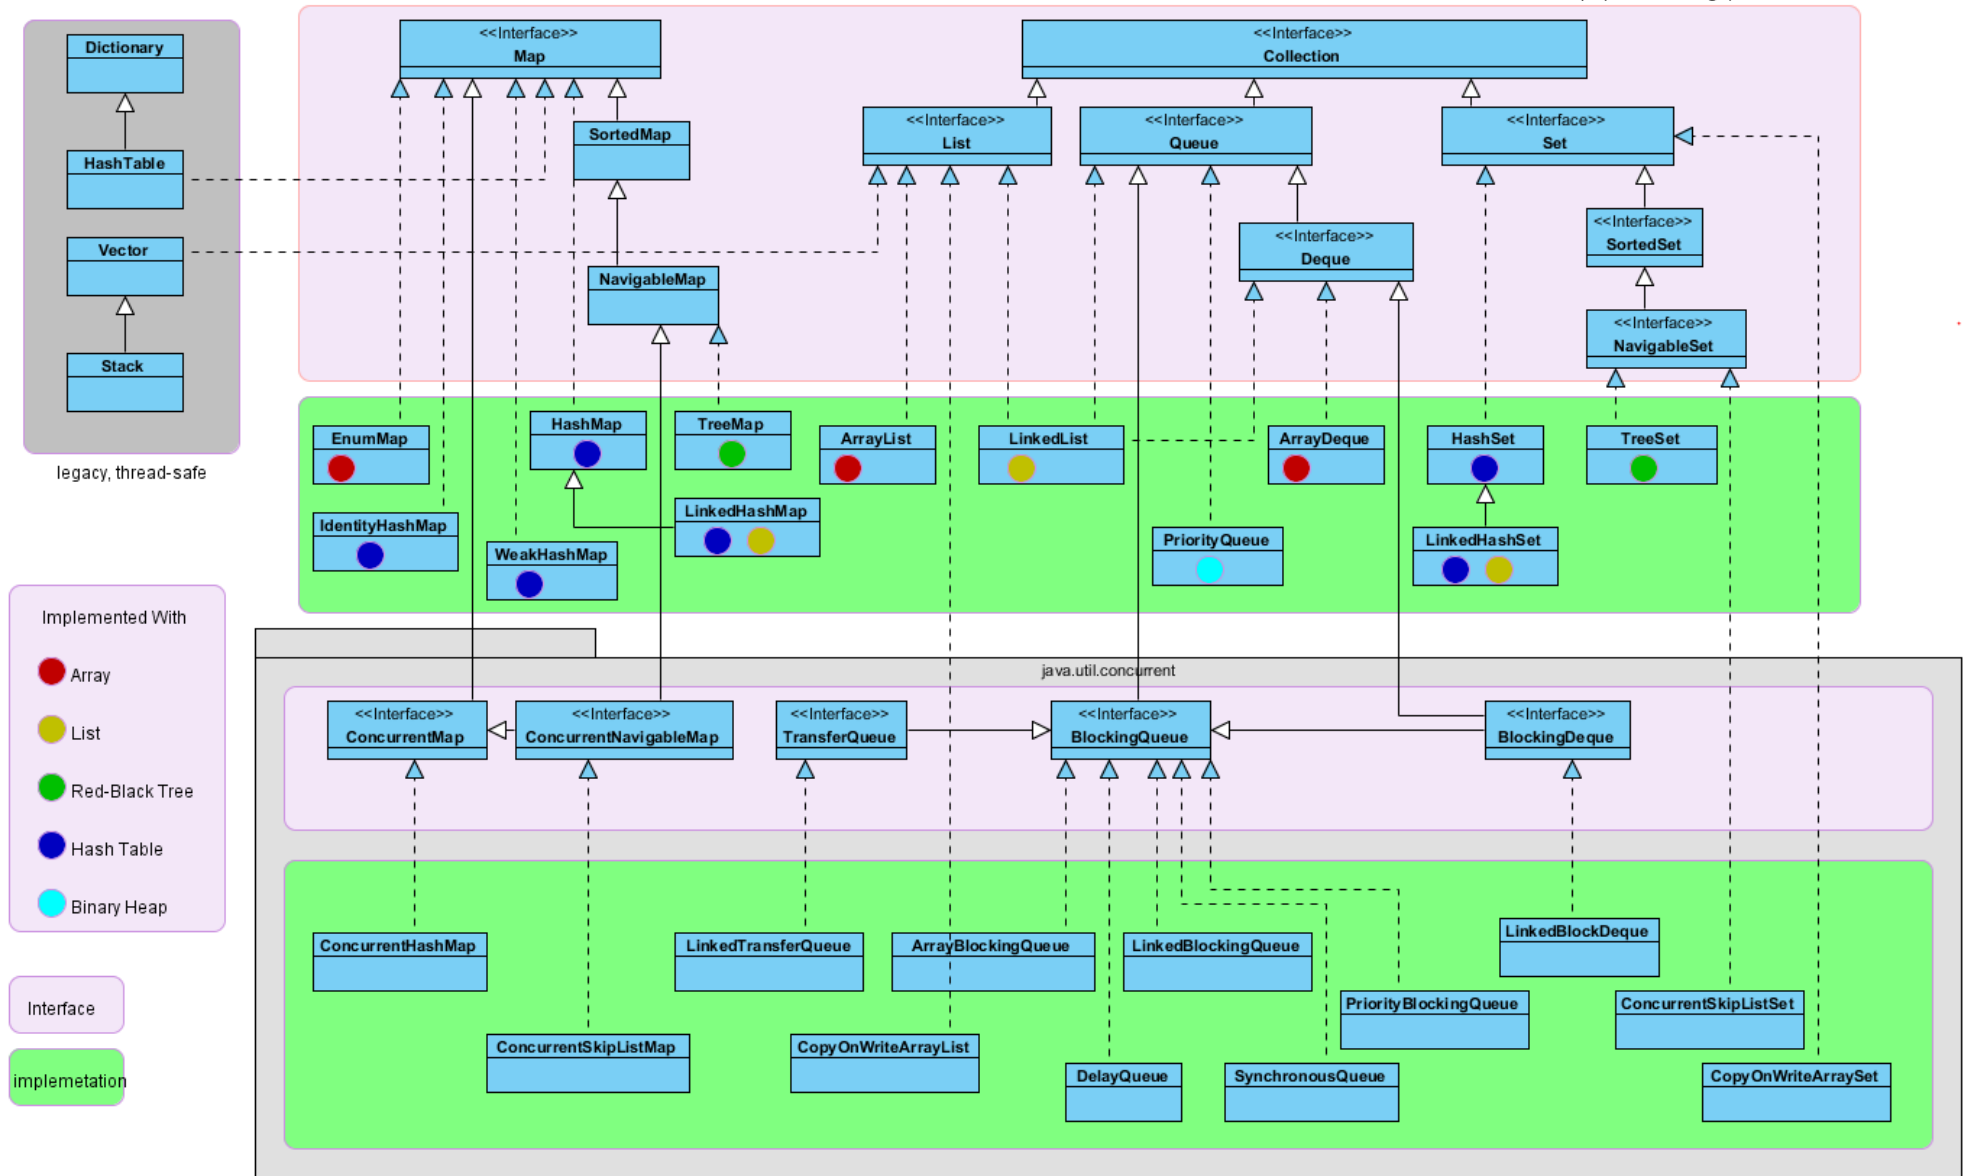 Dictionary
HashTable
Vector
Stack
legacy, thread-safe
<<Interface>>
Map
<<Interface>>
Collection
SortedMap
<<Interface>>
List
<<Interface>>
Queue
<<Interface>>
Set
<<Interface>>
Deque
<<Interface>>
SortedSet
NavigableMap
<<Interface>>
NavigableSet
EnumMap
HashMap
TreeMap
ArrayList
LinkedList
ArrayDeque
HashSet
TreeSet
IdentityHashMap
LinkedHashMap
WeakHashMap
PriorityQueue
LinkedHashSet
Implemented With
Array
List
Red-Black Tree
Hash Table
Binary Heap
Interface
implemetation
java.util.concurrent
<<Interface>>
ConcurrentMap
<<Interface>>
ConcurrentNavigableMap
<<Interface>>
TransferQueue
<<Interface>>
BlockingQueue
<<Interface>>
BlockingDeque
ConcurrentHashMap
LinkedTransferQueue
ArrayBlockingQueue
LinkedBlockingQueue
LinkedBlockDeque
PriorityBlockingQueue
ConcurrentSkipListSet
ConcurrentSkipListMap
CopyOnWriteArrayList
DelayQueue
SynchronousQueue
CopyOnWriteArraySet